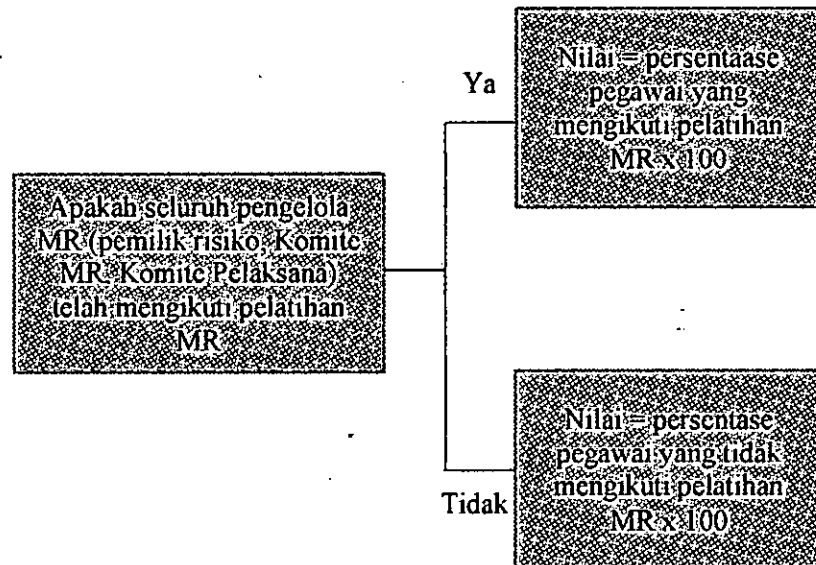 Ya
Nilai = persentaase
pegawai yang
mengikuti pelatihan
MR x 100
Apakah seluruh pengelola
MR (pemilik risiko, Komite
MR, Komite Pelaksana)
telah mengikuti pelatihan
MR
Tidak
Nilai = persentase
pegawai yang tidak
mengikuti pelatihan
MR x 100